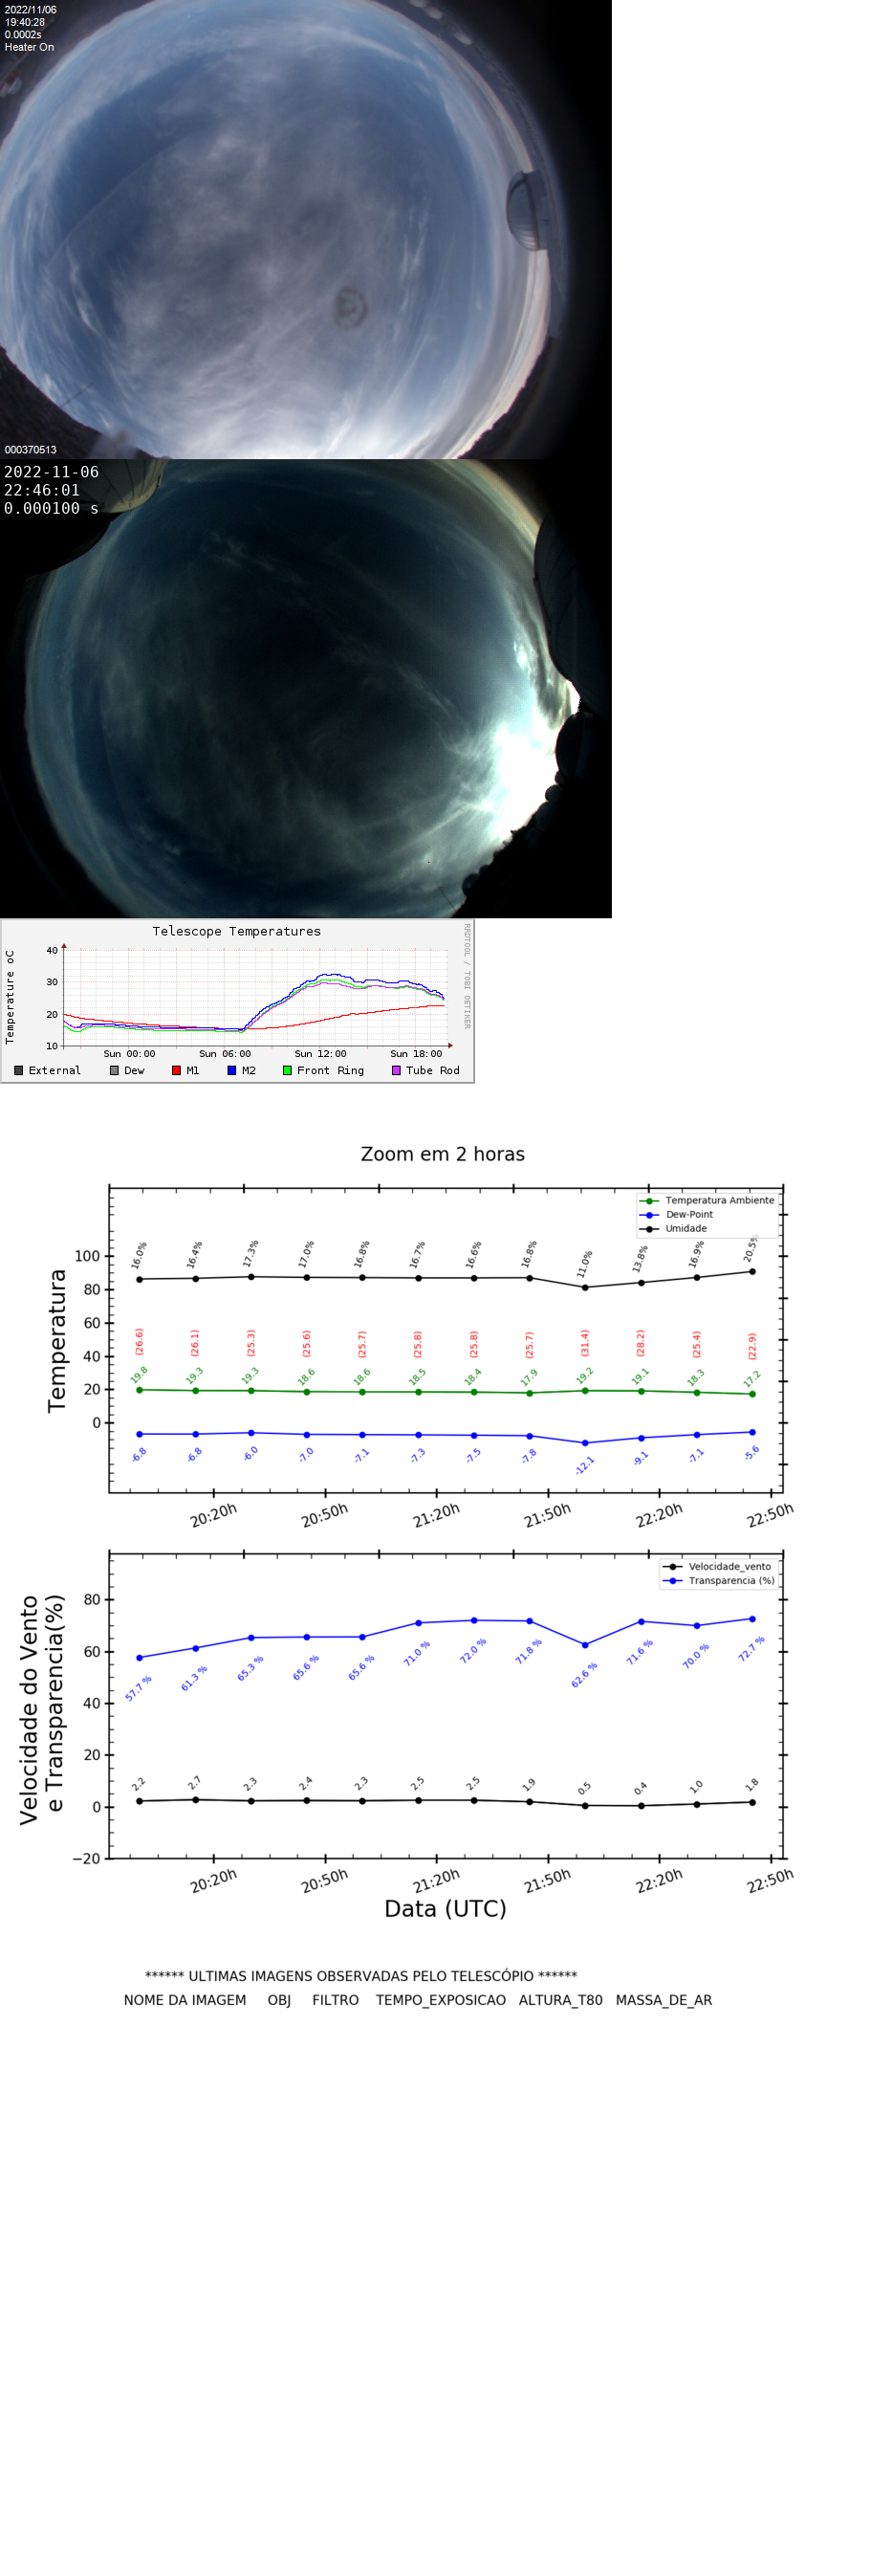 2022/11/06
19:40:28
0.0002s
Heater On
000370513
2022-11-06
22:46:01
0.000100 s
Telescope Temperatures
RRDTOOL / TOBI OETIKER
Temperature oC
40
30
20
10
Sun 00:00 Sun 06:00 Sun 12:00 Sun 18:00
External Dew M1 M2 Front Ring Tube Rod
Zoom em 2 horas
Temperatura Ambiente
Dew-Point
Umidade
Temperatura
100
80
60
40
20
0
16.0% 16.4% 17.3% 17.0% 16.8% 16.7% 16.6% 16.8% 11.0% 13.8% 16.9% 20.5%
(26.6) (26.1) (25.3) (25.6) (25.7) (25.8) (25.8) (25.7) (31.4) (28.2) (25.4) (22.9)
19.8 19.3 19.3 18.6 18.6 18.5 18.4 17.9 19.2 19.1 18.3 17.2
-6.8 -6.8 -6.0 -7.0 -7.1 -7.3 -7.5 -7.8 -12.1 -9.1 -7.1 -5.6
20:20h 20:50h 21:20h 21:50h 22:20h 22:50h
Velocidade_vento
Transparencia (%)
Velocidade do Vento
e Transparencia(%)
80
60
40
20
0
−20
57.7 % 61.3 % 65.3 % 65.6 % 65.6 % 71.0 % 72.0 % 71.8 % 62.6 % 71.6 % 70.0 % 72.7 %
2.2 2.7 2.3 2.4 2.3 2.5 2.5 1.9 0.5 0.4 1.0 1.8
20:20h 20:50h 21:20h 21:50h 22:20h 22:50h
Data (UTC)
****** ULTIMAS IMAGENS OBSERVADAS PELO TELESCÓPIO ******
NOME DA IMAGEM OBJ FILTRO TEMPO_EXPOSICAO ALTURA_T80 MASSA_DE_AR